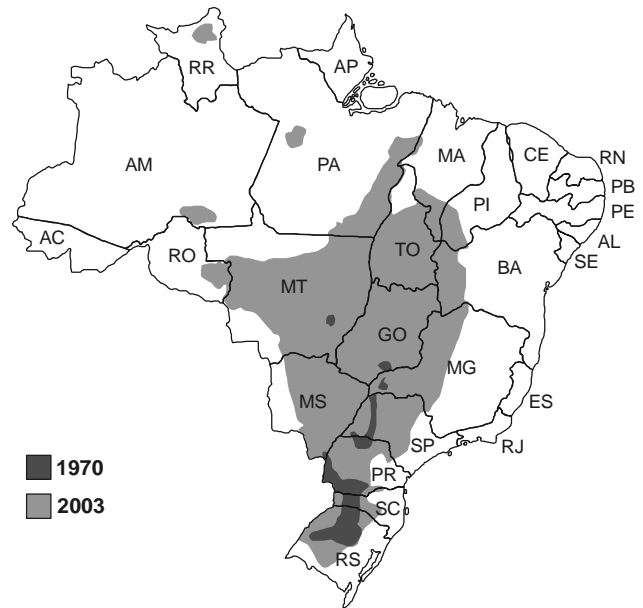 RR
AP
AM
PA
MA
CE
RN
PB
PI
PE
AC
AL
RO
TO
SE
BA
MT
GO
MG
MS
ES
SP
RJ
1970
PR
2003
SC
RS